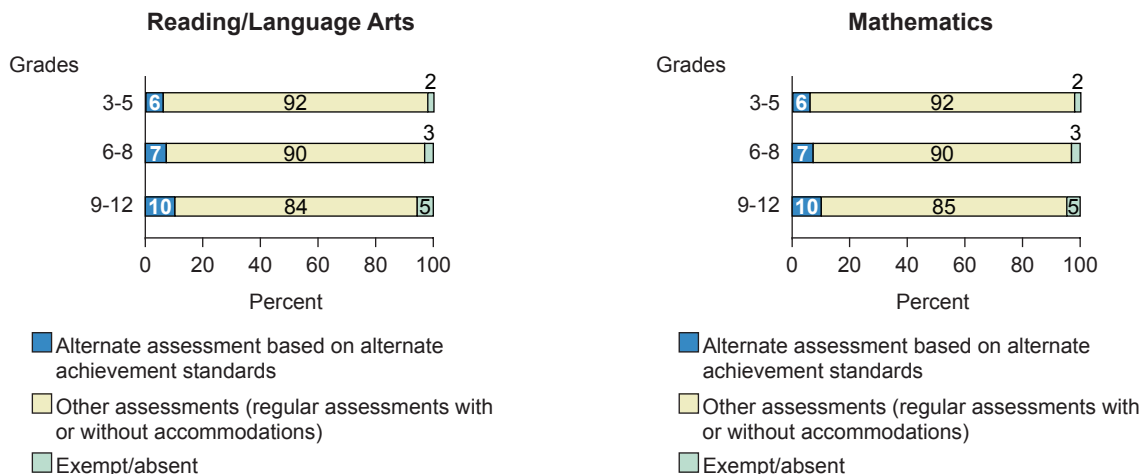 Reading/Language Arts
Grades
2
3-5 6 92
3
6-8 7 90
9-12 10 84 5
0 20 40 60 80 100
Percent
Alternate assessment based on alternate
achievement standards
Other assessments (regular assessments with
or without accommodations)
Exempt/absent
Mathematics
Grades
2
3-5 6 92
3
6-8 7 90
9-12 10 85 5
0 20 40 60 80 100
Percent
Alternate assessment based on alternate
achievement standards
Other assessments (regular assessments with
or without accommodations)
Exempt/absent